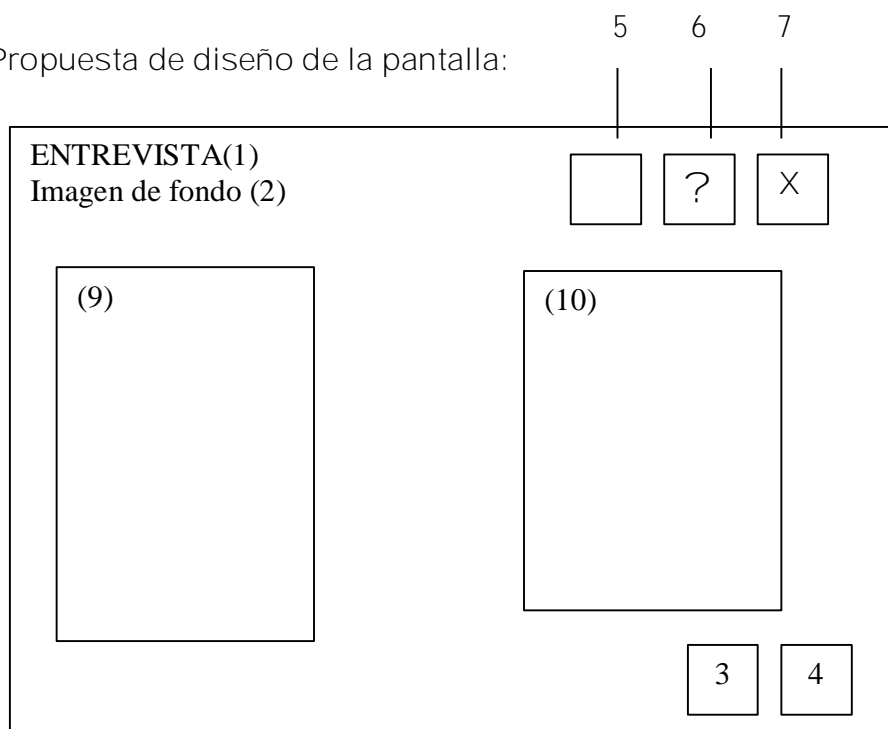 5 6 7
Propuesta de diseño de la pantalla:
ENTREVISTA(1)
Imagen de fondo (2)
? X
(9) (10)
3 4